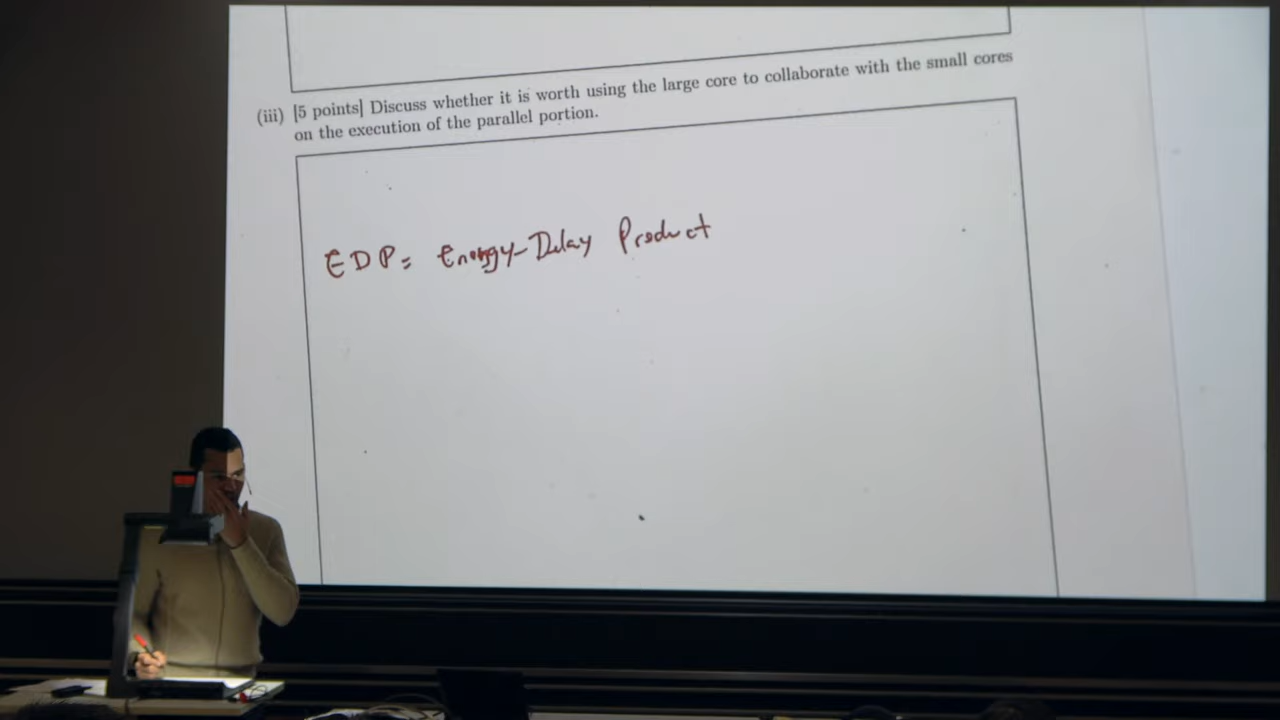 (iii) [5 points] Discuss whether it is worth using the large core to collaborate with the small cores
on the execution of the parallel portion.
EDP= Energy-Delay Product